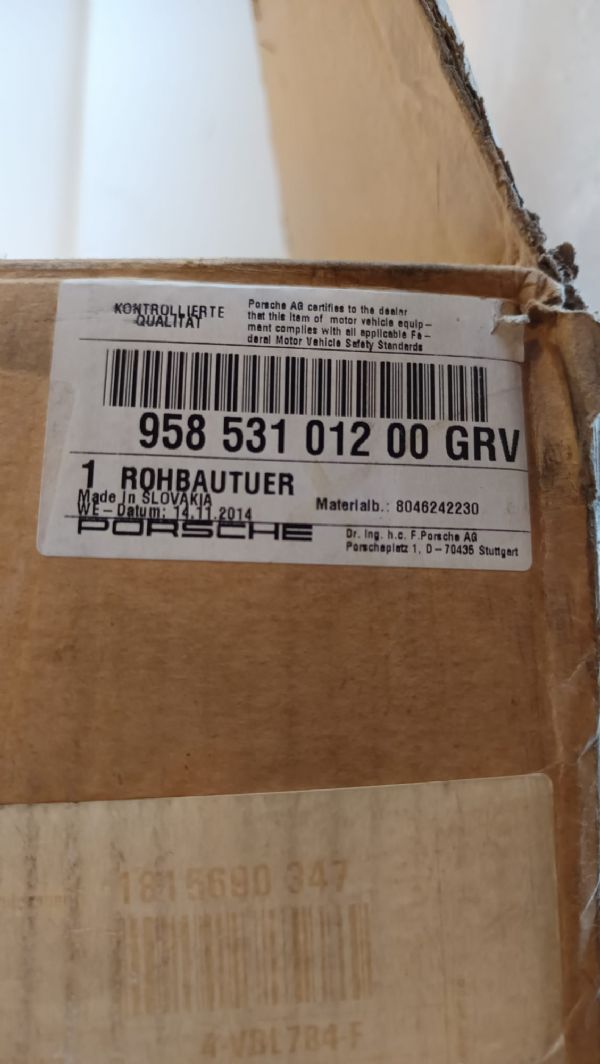 KONTROLLIERTE
QUALITAT
Porsche AG certifies to the dealer
that this item of motor vehicle equip-
ment complies with all applicable Fe-
deral Motor Vehicle Safety Standards
958 531 012 00 GRV
1 ROHBAUTUER
Made in SLOVAKIA
WE-Datum: 14.11.2014
Materialb.: 8046242230
PORSCHE
Dr. Ing. h.c. F.Porsche AG
Porscheplatz 1, D-70435 Stuttgart
1815690 347
4-VBL784-F